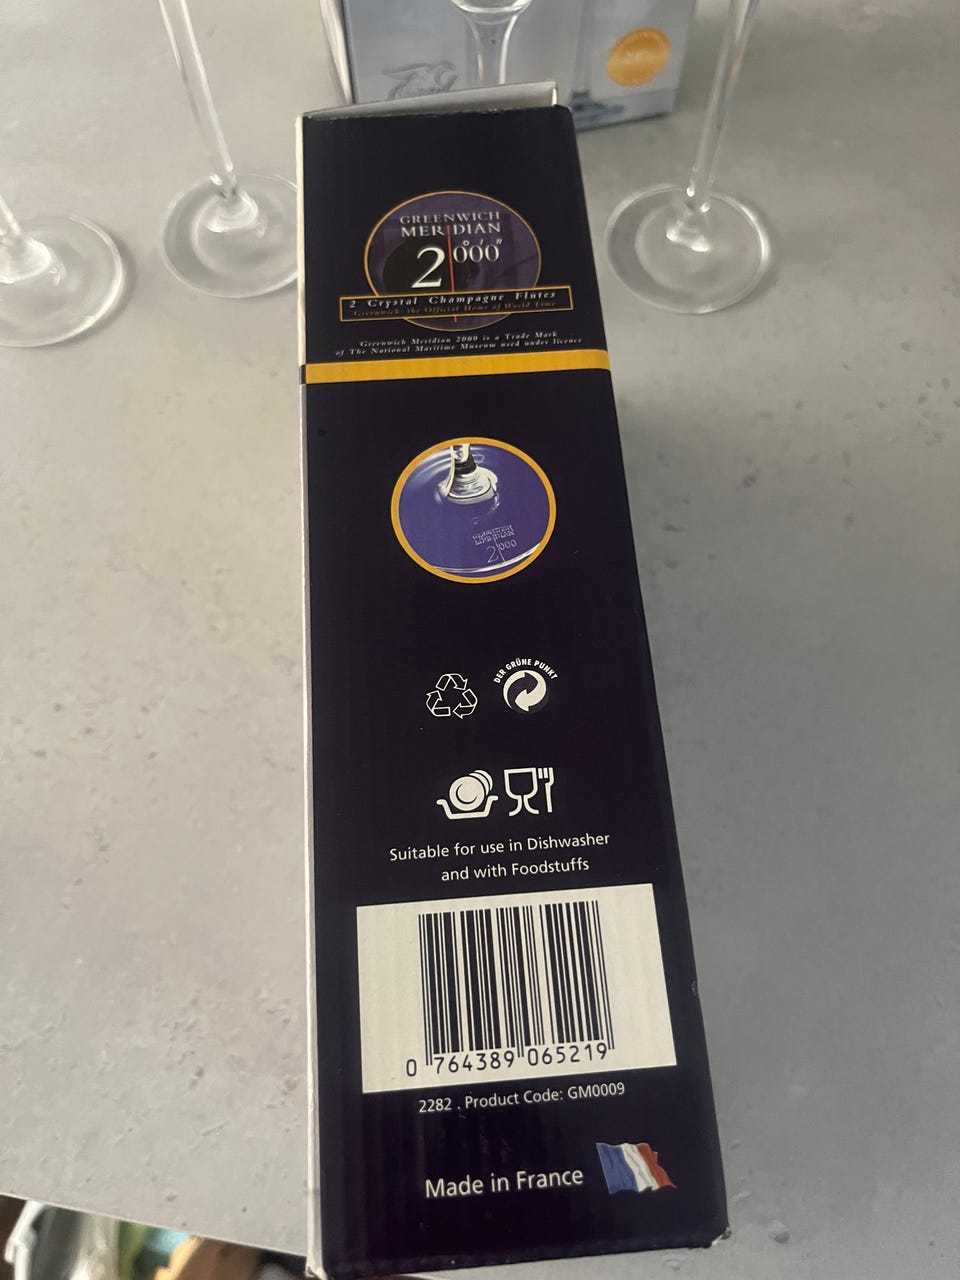 GREENWICH
MERIDIAN
2000
2 Crystal Champagne Flutes
Greenwich: the Official Home of World Time
Greenwich Meridian 2000 is a Trade Mark
of The National Maritime Museum used under licence
2000
DER GRÜNE PUNKT
Suitable for use in Dishwasher
and with Foodstuffs
0 764389 065219
2282 . Product Code: GM0009
Made in France